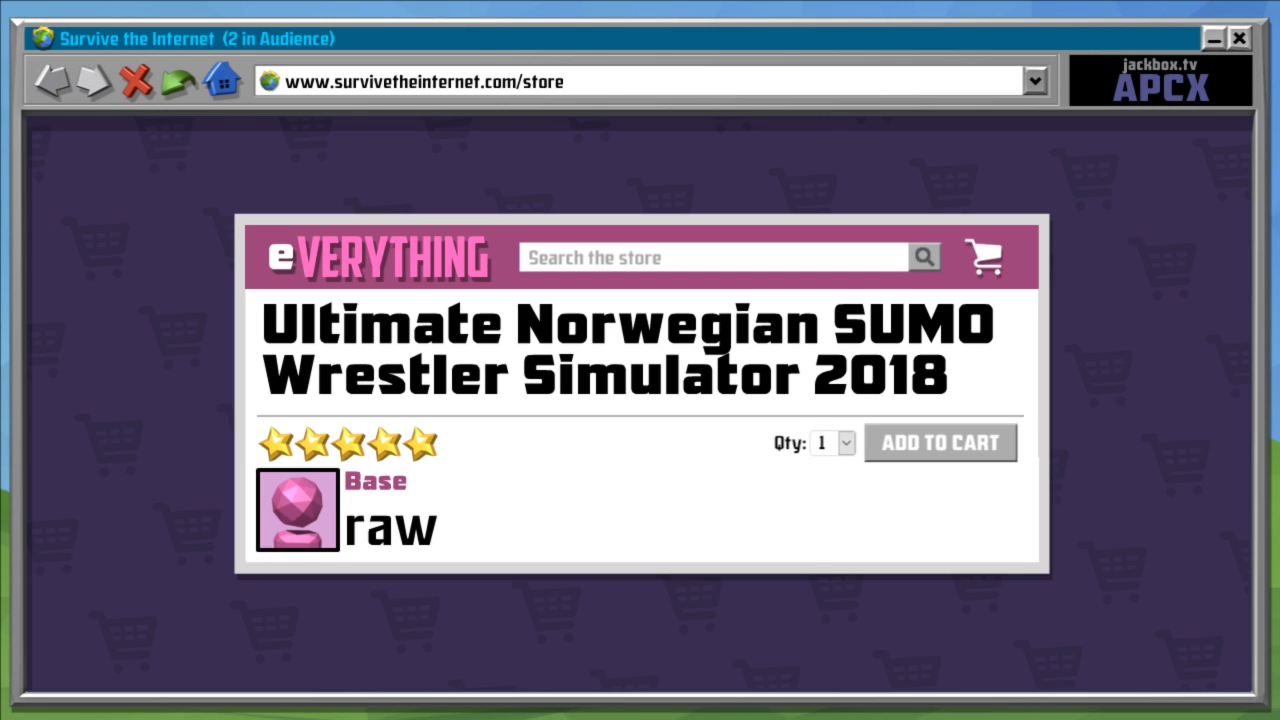 Survive the Internet (2 in Audience)
www.survivetheinternet.com/store
jackbox.tv
APCX
eVERYTHING
Search the store
Ultimate Norwegian SUMO
Wrestler Simulator 2018
Qty: 1
ADD TO CART
Base
raw